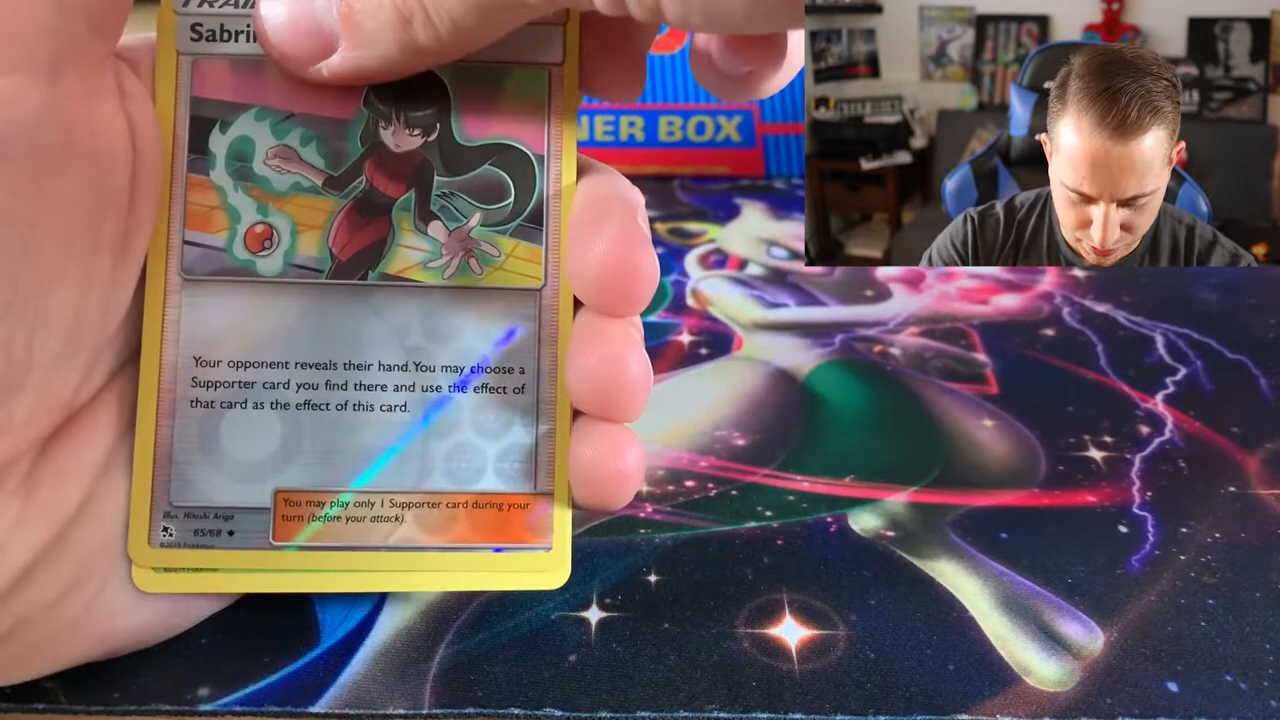 TRAI
Sabri
NER BOX
Your opponent reveals their hand. You may choose a
Supporter card you find there and use the effect of
that card as the effect of this card.
You may play only 1 Supporter card during your
turn (before your attack).
Illus. Hitoshi Ariga
65/68